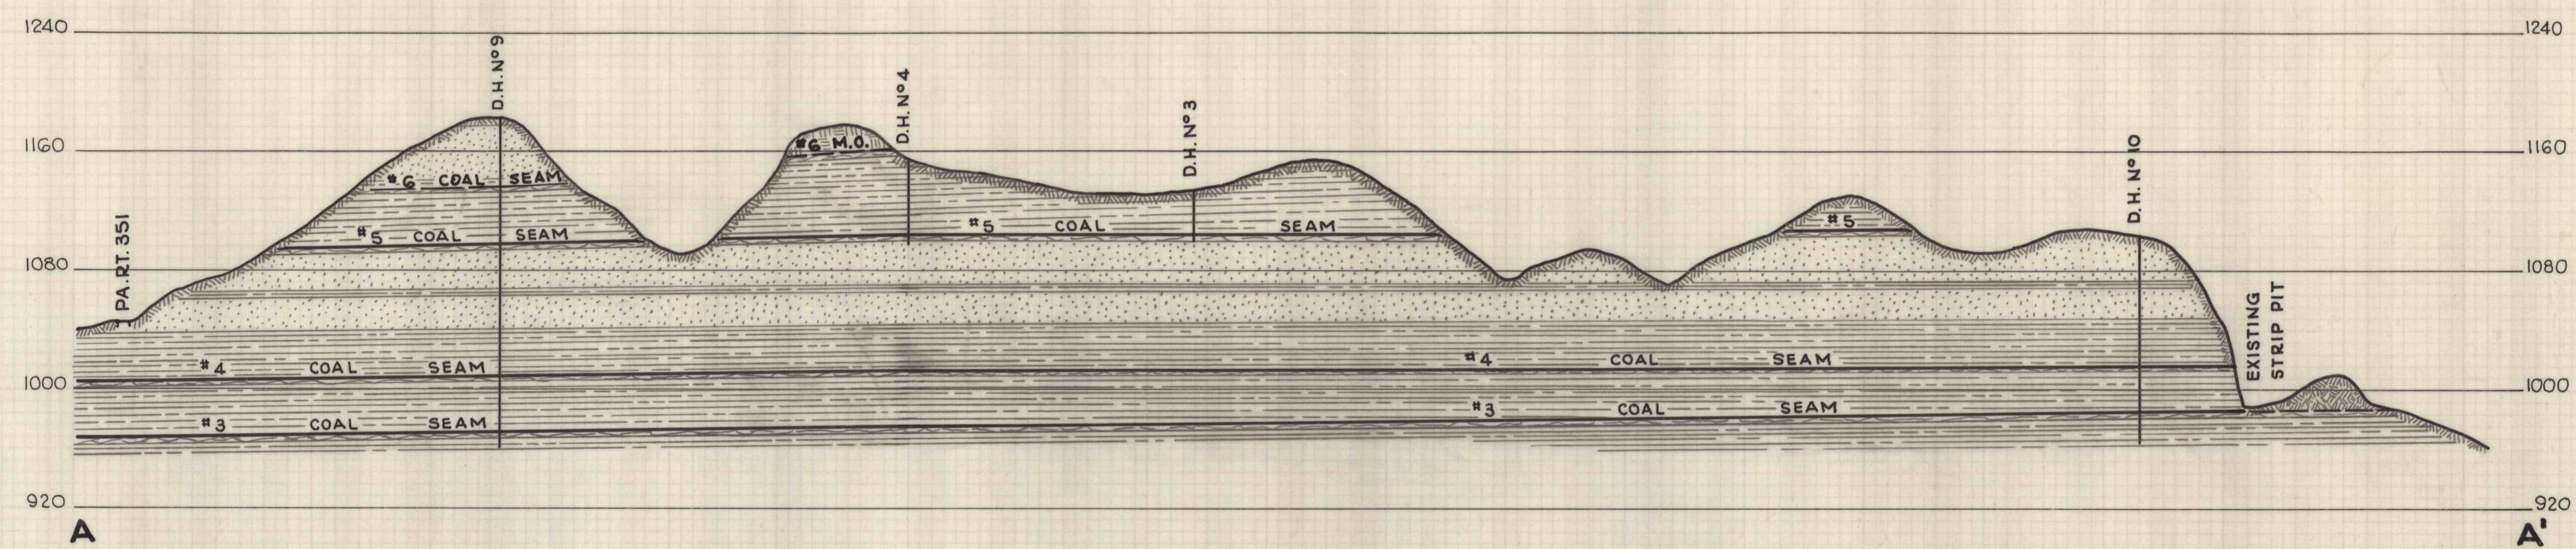 1240
1240
D.H. Nº 9
D.H. Nº 4
D.H. Nº 3
D.H. Nº 10
1160
#6 M.O.
1160
#6 COAL SEAM
PA. RT. 351
#5 COAL SEAM
#5 COAL SEAM
#5
1080
1080
EXISTING
STRIP PIT
#4 COAL SEAM
#4 COAL SEAM
1000
1000
#3 COAL SEAM
#3 COAL SEAM
920
920
A
A'